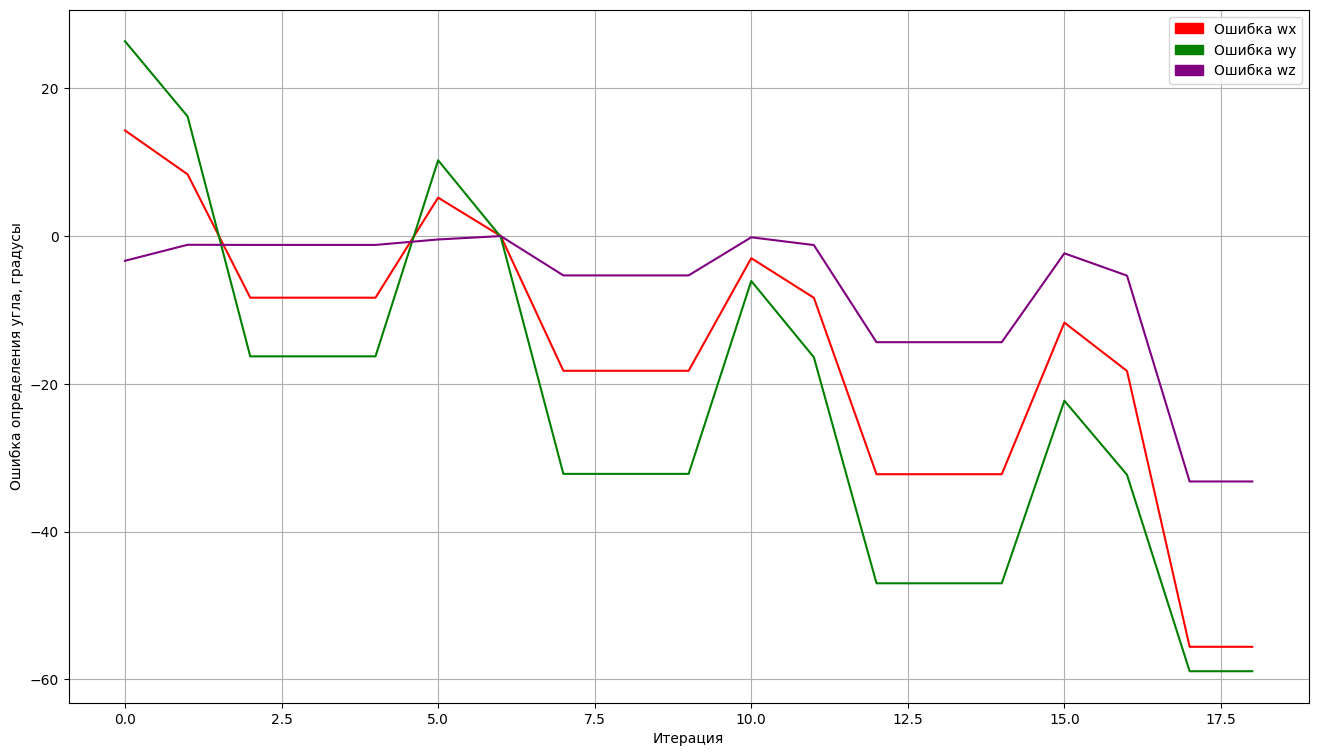 Ошибка wx
Ошибка wy
Ошибка wz
Ошибка определения угла, градусы
20
0
−20
−40
−60
0.0 2.5 5.0 7.5 10.0 12.5 15.0 17.5
Итерация